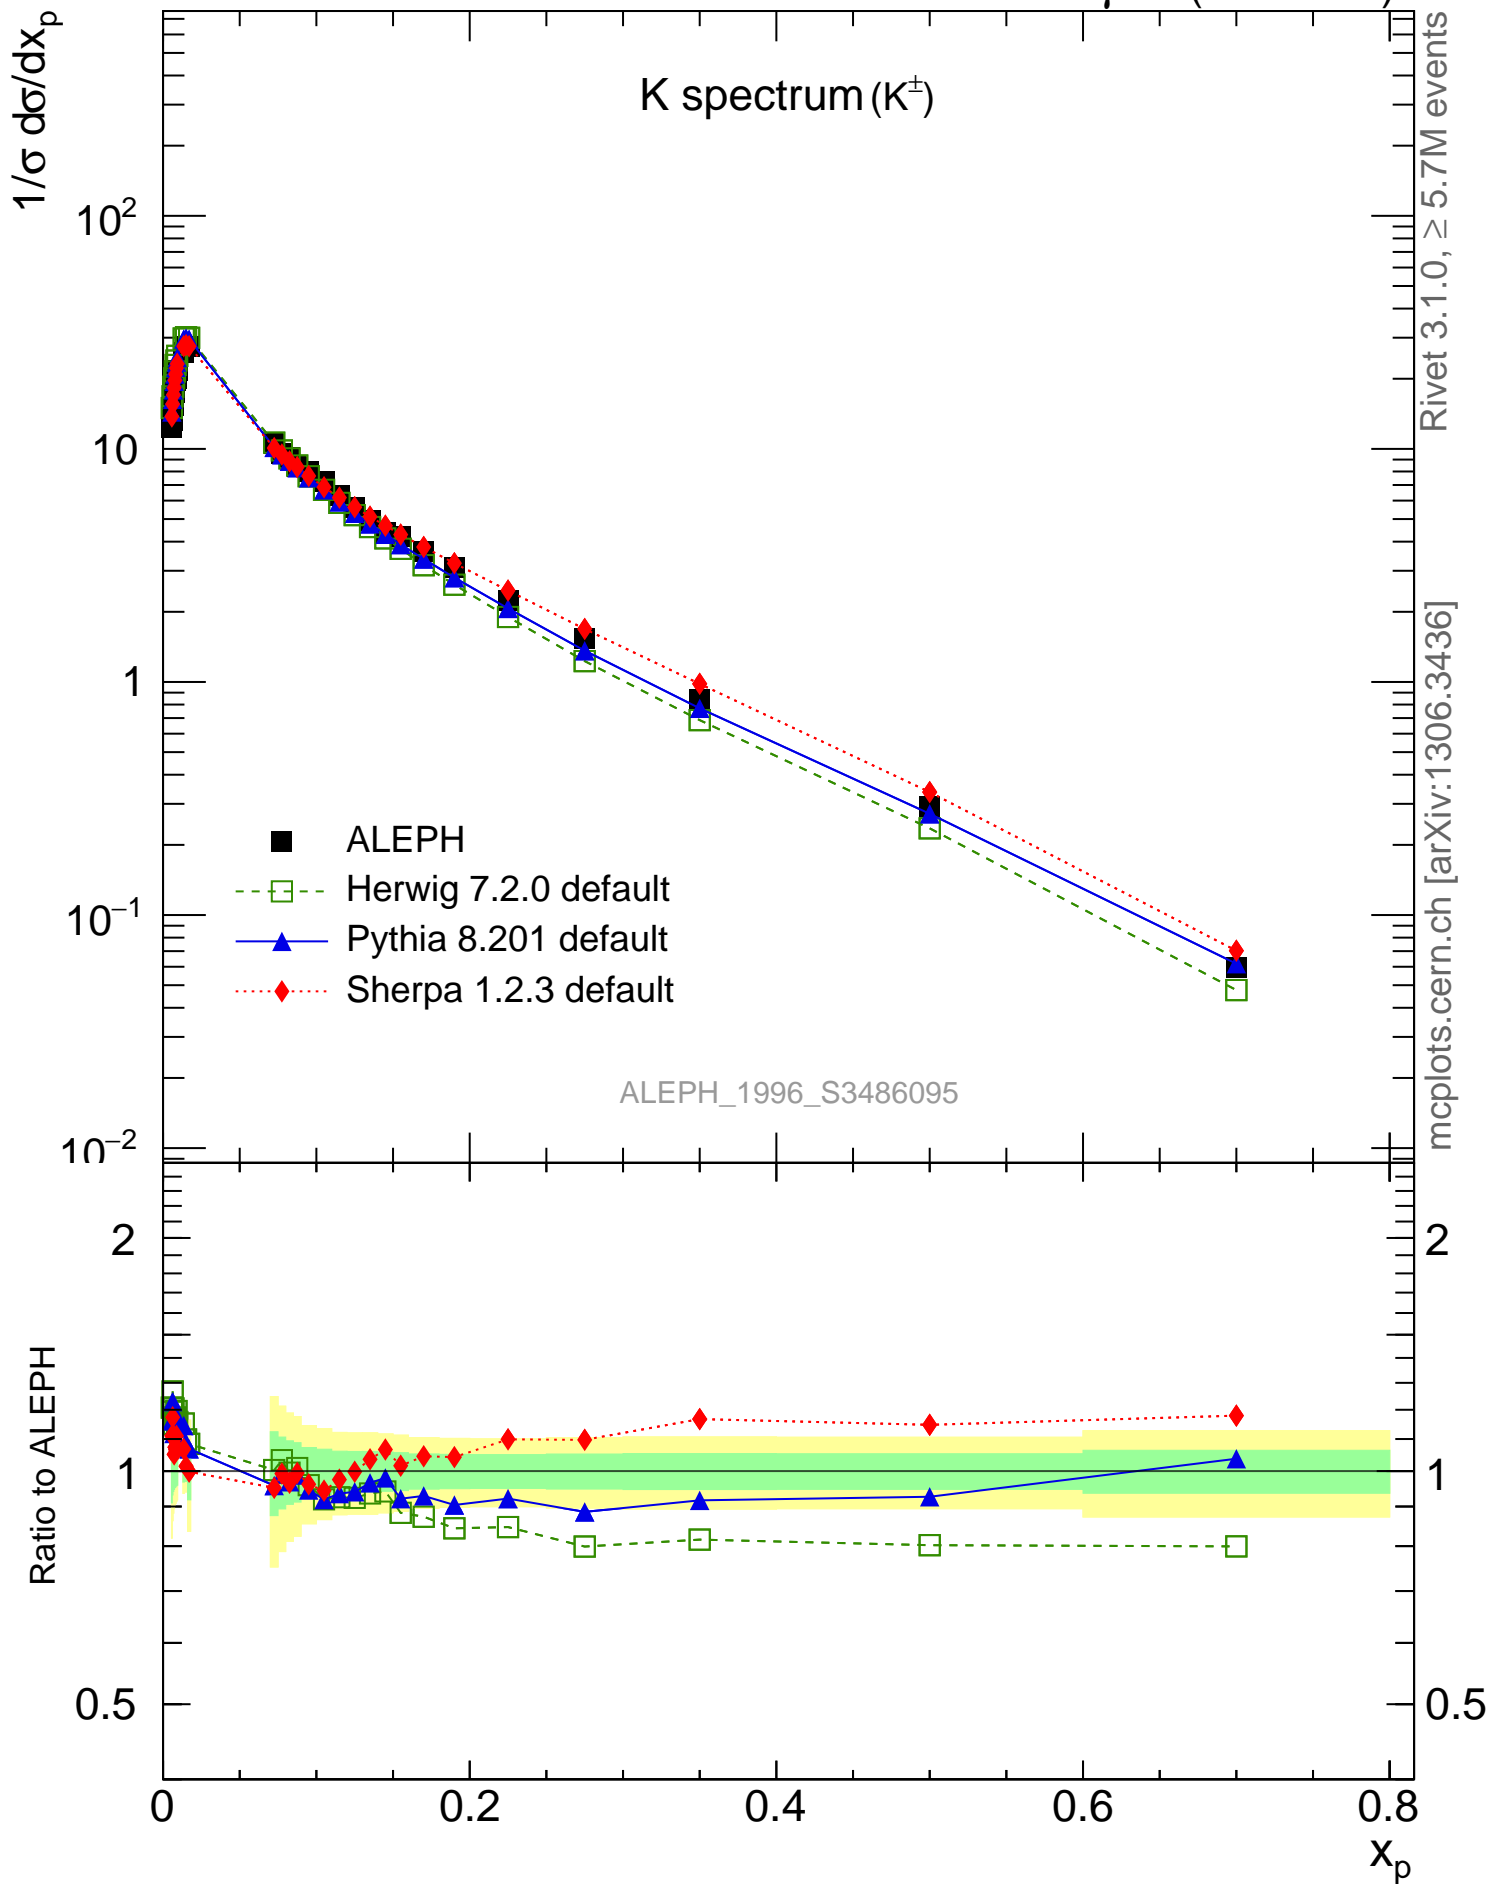 1/σ dσ/dx_p
K spectrum (K^±)
10^2
10
1
10^−1
10^−2
ALEPH
Herwig 7.2.0 default
Pythia 8.201 default
Sherpa 1.2.3 default
ALEPH_1996_S3486095
Rivet 3.1.0, ≥ 5.7M events
mcplots.cern.ch [arXiv:1306.3436]
Ratio to ALEPH
2
1
0.5
2
1
0.5
0 0.2 0.4 0.6 0.8
x_p